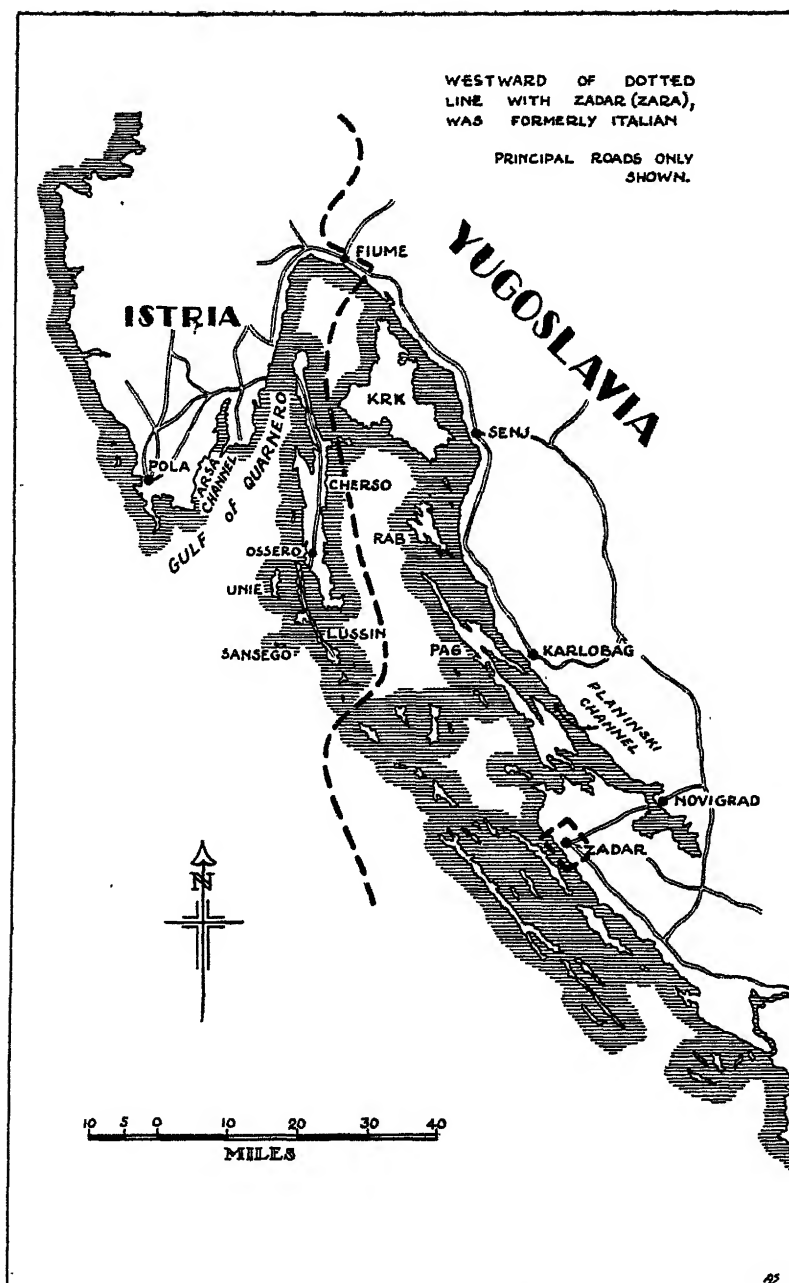 WESTWARD OF DOTTED
LINE WITH ZADAR (ZARA),
WAS FORMERLY ITALIAN
PRINCIPAL ROADS ONLY
SHOWN.
FIUME
YUGOSLAVIA
ISTRIA
KRK
SENJ
POLA
ARSA
CHANNEL
GULF OF QUARNERO
CHERSO
OSSERO
RAB
UNIE
LUSSIN
SANSEGO
PAG
KARLOBAG
PLANINSKI
CHANNEL
NOVIGRAD
ZADAR
N
10 5 0 10 20 30 40
MILES
AS